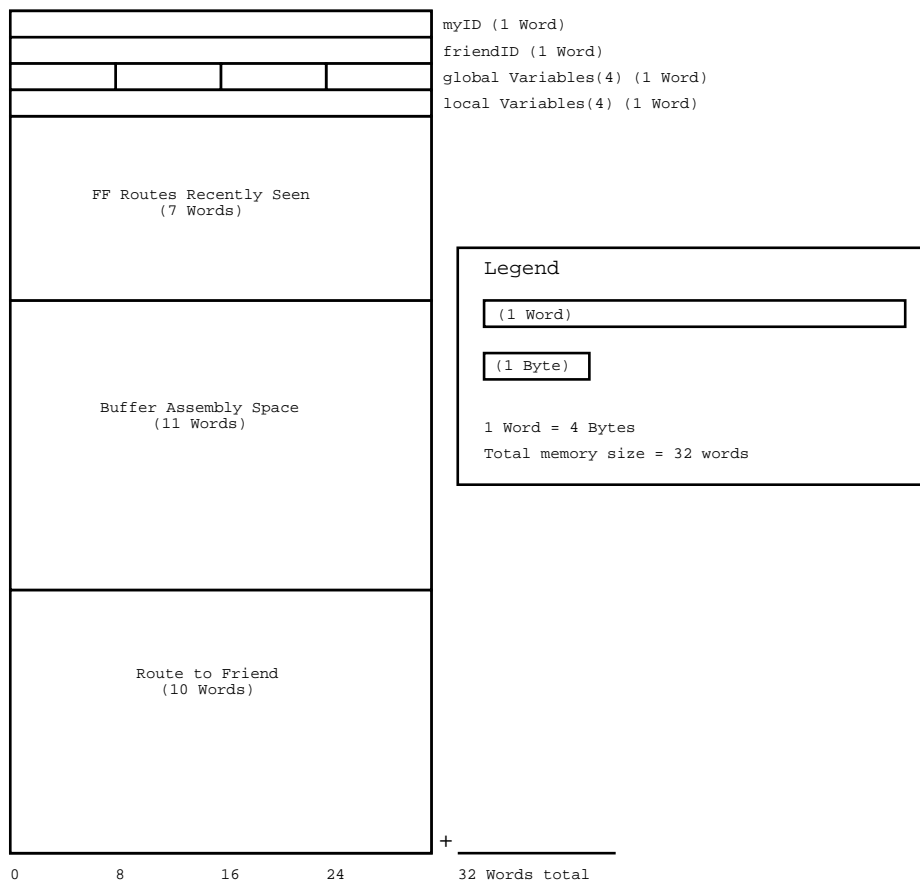 myID (1 Word)
friendID (1 Word)
global Variables(4) (1 Word)
local Variables(4) (1 Word)
FF Routes Recently Seen
(7 Words)
Legend
(1 Word)
(1 Byte)
1 Word = 4 Bytes
Total memory size = 32 words
Buffer Assembly Space
(11 Words)
Route to Friend
(10 Words)
+
0 8 16 24 32 Words total